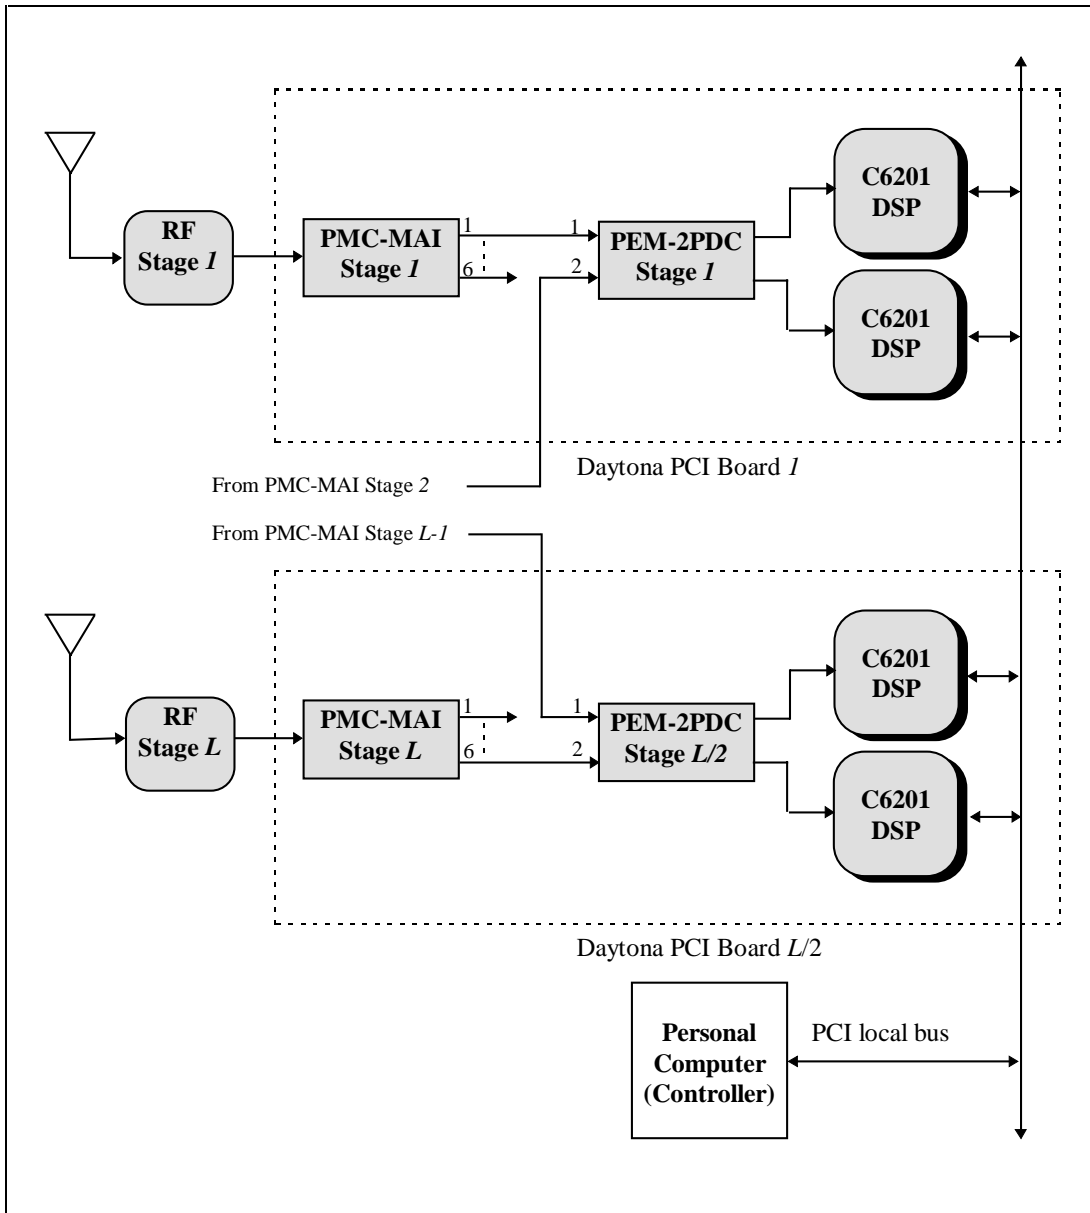 C6201
DSP
RF
Stage 1
PMC-MAI
Stage 1
1
6
1
2
PEM-2PDC
Stage 1
C6201
DSP
Daytona PCI Board 1
From PMC-MAI Stage 2
From PMC-MAI Stage L-1
C6201
DSP
RF
Stage L
PMC-MAI
Stage L
1
6
1
2
PEM-2PDC
Stage L/2
C6201
DSP
Daytona PCI Board L/2
Personal
Computer
(Controller)
PCI local bus